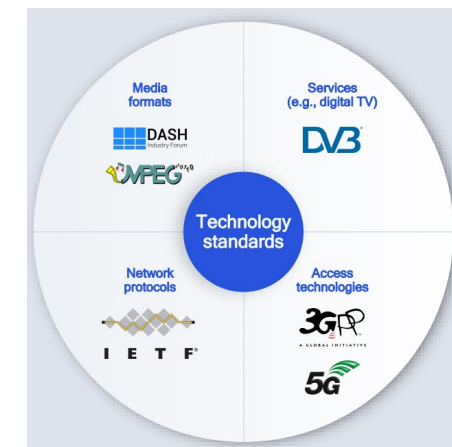 Media
formats
DASH
Industry Forum
MPEG
Services
(e.g., digital TV)
DVB
Technology
standards
Network
protocols
IETF®
Access
technologies
3GPP
A GLOBAL INITIATIVE
5G